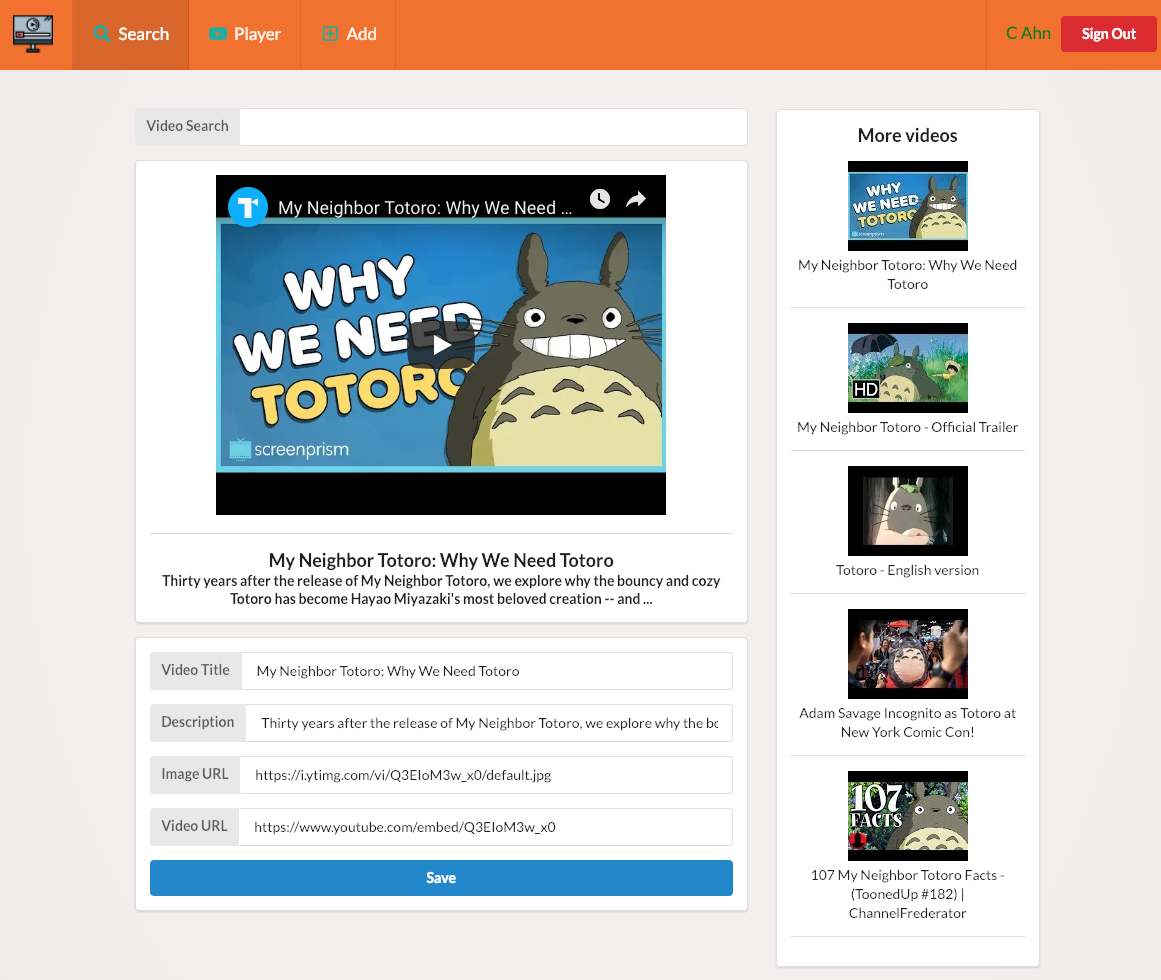 Search
Player
Add
C Ahn
Sign Out
Video Search
My Neighbor Totoro: Why We Need ...
WHY
WE NEED
TOTORO
screenprism
My Neighbor Totoro: Why We Need Totoro
Thirty years after the release of My Neighbor Totoro, we explore why the bouncy and cozy
Totoro has become Hayao Miyazaki's most beloved creation -- and ...
Video Title My Neighbor Totoro: Why We Need Totoro
Description Thirty years after the release of My Neighbor Totoro, we explore why the bo
Image URL https://i.ytimg.com/vi/Q3EIoM3w_x0/default.jpg
Video URL https://www.youtube.com/embed/Q3EIoM3w_x0
Save
More videos
WHY
WE NEED
TOTORO
screenprism
My Neighbor Totoro: Why We Need
Totoro
HD
My Neighbor Totoro - Official Trailer
Totoro - English version
Adam Savage Incognito as Totoro at
New York Comic Con!
107
FACTS
107 My Neighbor Totoro Facts -
(ToonedUp #182) |
ChannelFrederator